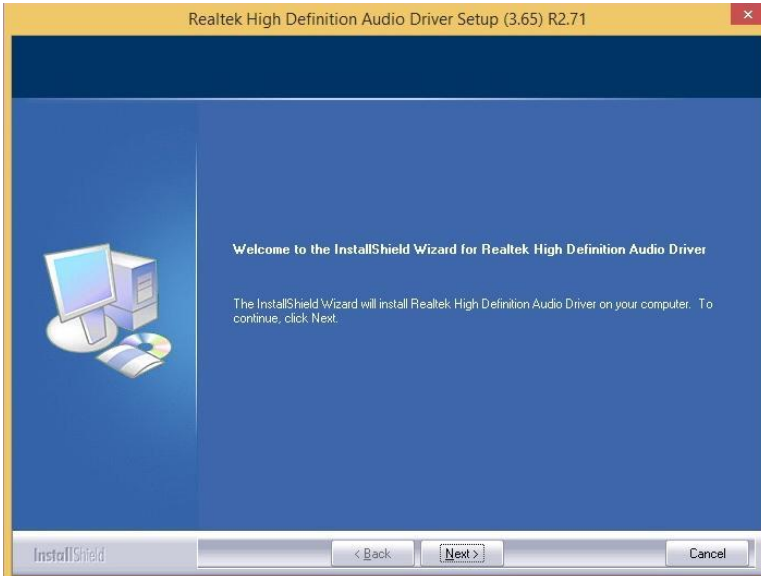 Realtek High Definition Audio Driver Setup (3.65) R2.71
Welcome to the InstallShield Wizard for Realtek High Definition Audio Driver
The InstallShield Wizard will install Realtek High Definition Audio Driver on your computer. To
continue, click Next.
InstallShield
< Back
Next >
Cancel